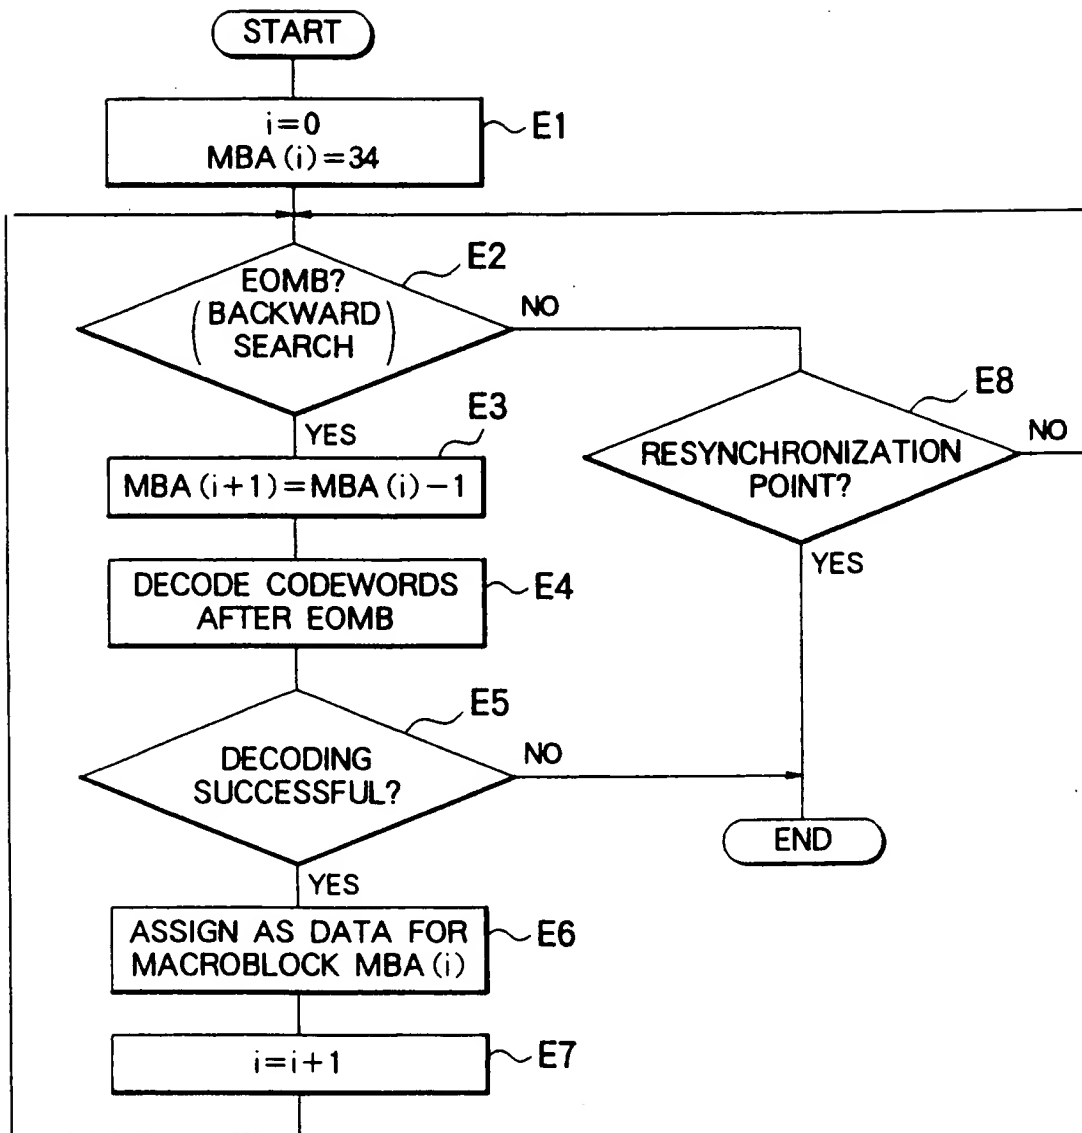 START
i=0
MBA(i)=34
E1
EOMB?
(BACKWARD
SEARCH)
E2
NO
YES
E3
MBA(i+1)=MBA(i)-1
E8
RESYNCHRONIZATION
POINT?
NO
YES
DECODE CODEWORDS
AFTER EOMB
E4
E5
DECODING
SUCCESSFUL?
NO
YES
END
ASSIGN AS DATA FOR
MACROBLOCK MBA(i)
E6
i=i+1
E7